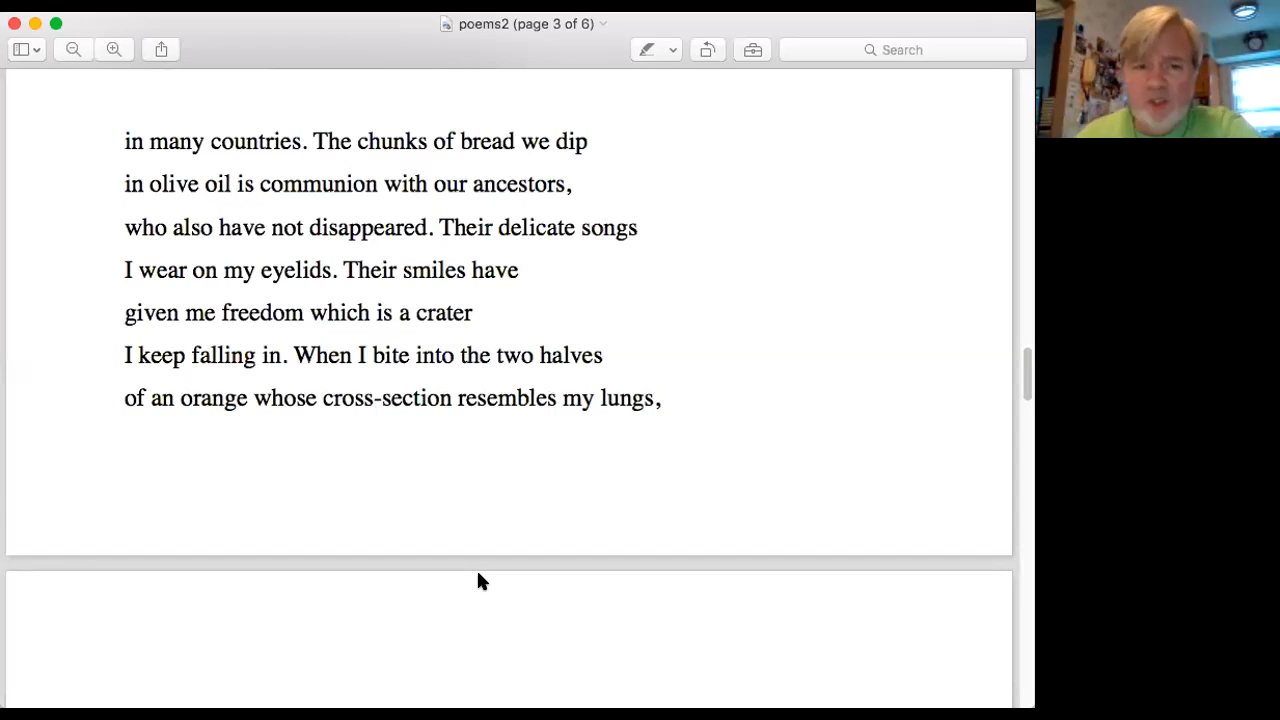 poems2 (page 3 of 6)
Search
in many countries. The chunks of bread we dip
in olive oil is communion with our ancestors,
who also have not disappeared. Their delicate songs
I wear on my eyelids. Their smiles have
given me freedom which is a crater
I keep falling in. When I bite into the two halves
of an orange whose cross-section resembles my lungs,